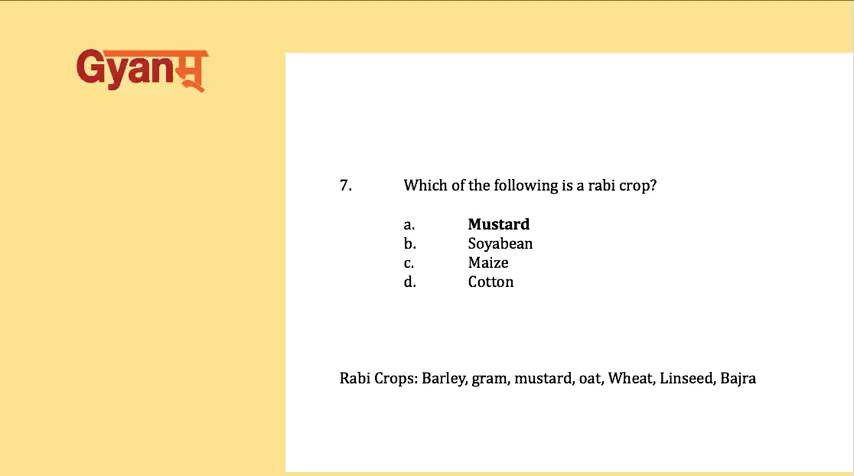 Gyanम्
7. Which of the following is a rabi crop?
a. Mustard
b. Soyabean
c. Maize
d. Cotton
Rabi Crops: Barley, gram, mustard, oat, Wheat, Linseed, Bajra